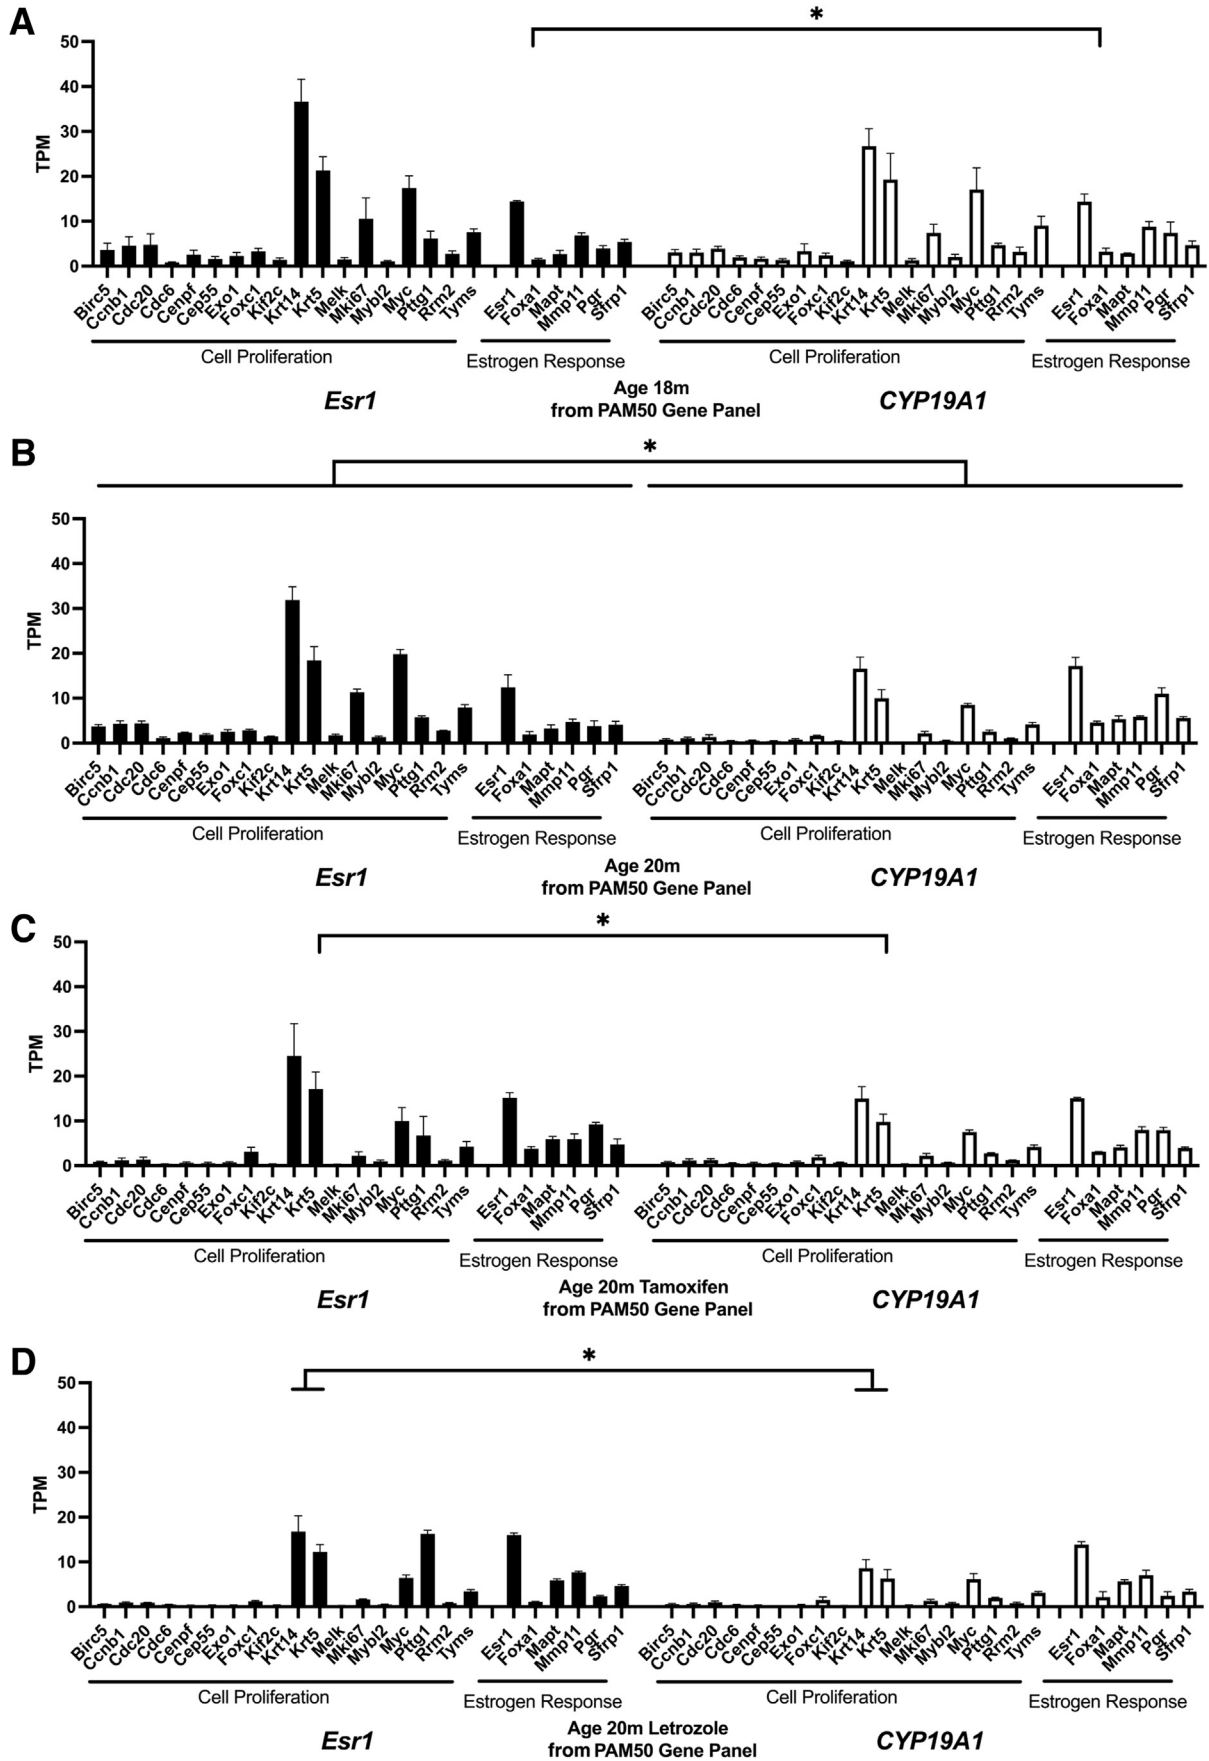 A
*
50
40
30
20
10
0
TPM
Birc5 Ccnb1 Cdc20 Cdc6 Cenpf Cep55 Exo1 Foxc1 Kif2c Krt14 Krt5 Melk Mki67 Mybl2 Myc Pttg1 Rrm2 Tyms Esr1 Foxa1 Mapt Mmp11 Pgr Sfrp1 Birc5 Ccnb1 Cdc20 Cdc6 Cenpf Cep55 Exo1 Foxc1 Kif2c Krt14 Krt5 Melk Mki67 Mybl2 Myc Pttg1 Rrm2 Tyms Esr1 Foxa1 Mapt Mmp11 Pgr Sfrp1
Cell Proliferation Estrogen Response Cell Proliferation Estrogen Response
Esr1 Age 18m CYP19A1
from PAM50 Gene Panel
B
*
50
40
30
20
10
0
TPM
Birc5 Ccnb1 Cdc20 Cdc6 Cenpf Cep55 Exo1 Foxc1 Kif2c Krt14 Krt5 Melk Mki67 Mybl2 Myc Pttg1 Rrm2 Tyms Esr1 Foxa1 Mapt Mmp11 Pgr Sfrp1 Birc5 Ccnb1 Cdc20 Cdc6 Cenpf Cep55 Exo1 Foxc1 Kif2c Krt14 Krt5 Melk Mki67 Mybl2 Myc Pttg1 Rrm2 Tyms Esr1 Foxa1 Mapt Mmp11 Pgr Sfrp1
Cell Proliferation Estrogen Response Cell Proliferation Estrogen Response
Esr1 Age 20m CYP19A1
from PAM50 Gene Panel
C
*
50
40
30
20
10
0
TPM
Birc5 Ccnb1 Cdc20 Cdc6 Cenpf Cep55 Exo1 Foxc1 Kif2c Krt14 Krt5 Melk Mki67 Mybl2 Myc Pttg1 Rrm2 Tyms Esr1 Foxa1 Mapt Mmp11 Pgr Sfrp1 Birc5 Ccnb1 Cdc20 Cdc6 Cenpf Cep55 Exo1 Foxc1 Kif2c Krt14 Krt5 Melk Mki67 Mybl2 Myc Pttg1 Rrm2 Tyms Esr1 Foxa1 Mapt Mmp11 Pgr Sfrp1
Cell Proliferation Estrogen Response Cell Proliferation Estrogen Response
Esr1 Age 20m Tamoxifen CYP19A1
from PAM50 Gene Panel
D
*
50
40
30
20
10
0
TPM
Birc5 Ccnb1 Cdc20 Cdc6 Cenpf Cep55 Exo1 Foxc1 Kif2c Krt14 Krt5 Melk Mki67 Mybl2 Myc Pttg1 Rrm2 Tyms Esr1 Foxa1 Mapt Mmp11 Pgr Sfrp1 Birc5 Ccnb1 Cdc20 Cdc6 Cenpf Cep55 Exo1 Foxc1 Kif2c Krt14 Krt5 Melk Mki67 Mybl2 Myc Pttg1 Rrm2 Tyms Esr1 Foxa1 Mapt Mmp11 Pgr Sfrp1
Cell Proliferation Estrogen Response Cell Proliferation Estrogen Response
Esr1 Age 20m Letrozole CYP19A1
from PAM50 Gene Panel